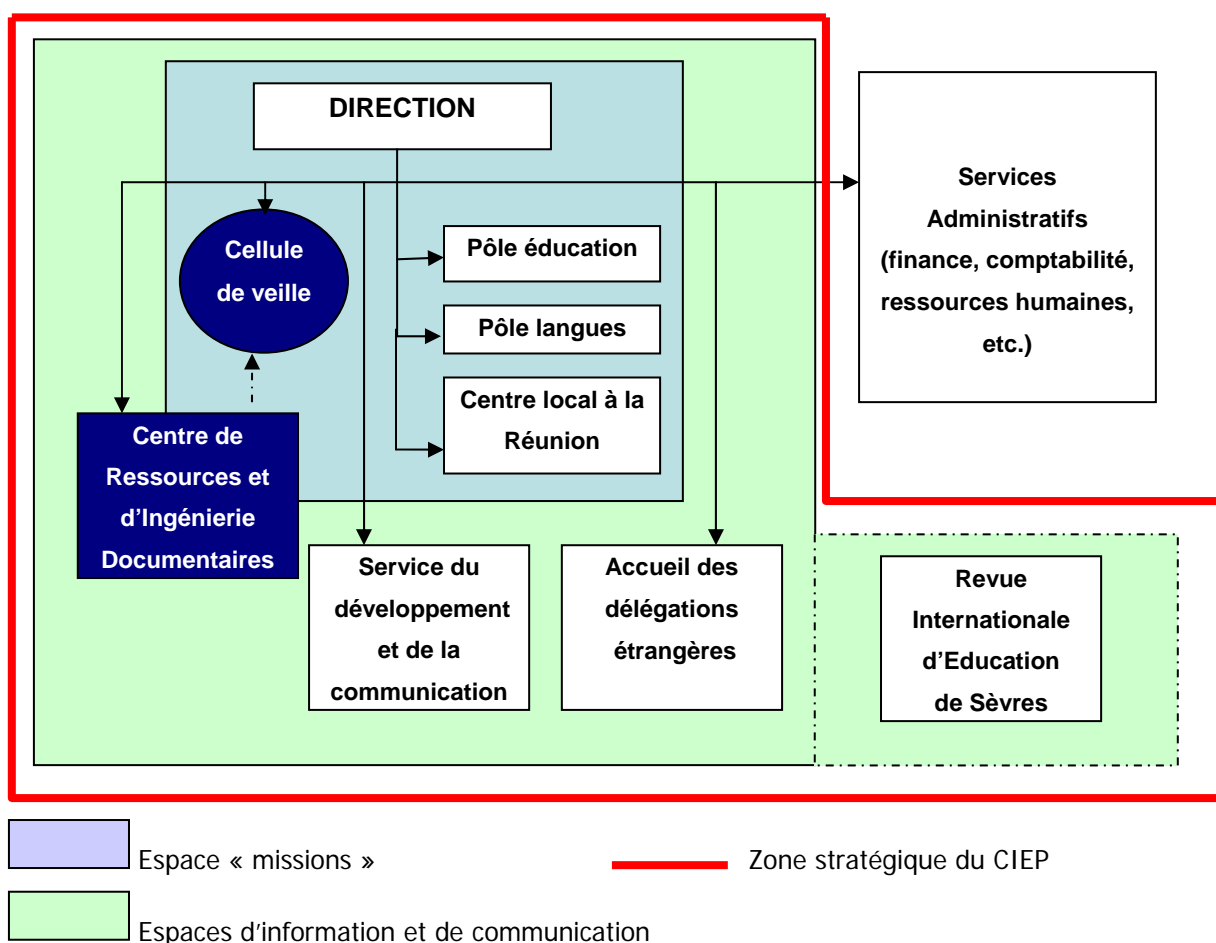 DIRECTION
Services
Administratifs
(finance, comptabilité,
ressources humaines,
etc.)
Cellule
de veille
Pôle éducation
Pôle langues
Centre local à la
Réunion
Centre de
Ressources et
d’Ingénierie
Documentaires
Service du
développement
et de la
communication
Accueil des
délégations
étrangères
Revue
Internationale
d’Education
de Sèvres
Espace « missions »
Zone stratégique du CIEP
Espaces d’information et de communication